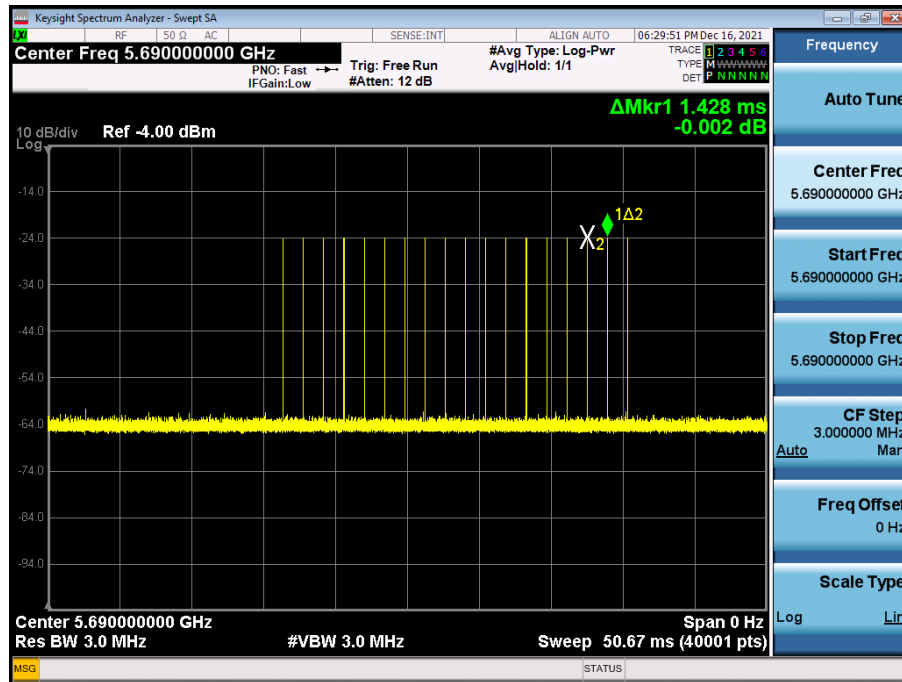 Keysight Spectrum Analyzer - Swept SA
LXI RF 50 Ω AC SENSE:INT ALIGN AUTO 06:29:51 PM Dec 16, 2021
Center Freq 5.690000000 GHz
PNO: Fast
IFGain:Low
Trig: Free Run
#Atten: 12 dB
#Avg Type: Log-Pwr
Avg|Hold: 1/1
TRACE 1 2 3 4 5 6
TYPE M WWWWW
DET P N N N N N
ΔMkr1 1.428 ms
-0.002 dB
10 dB/div Ref -4.00 dBm
Log
-14.0
-24.0
-34.0
-44.0
-54.0
-64.0
-74.0
-84.0
-94.0
1Δ2
2
Center 5.690000000 GHz Span 0 Hz
Res BW 3.0 MHz #VBW 3.0 MHz Sweep 50.67 ms (40001 pts)
MSG STATUS
Frequency
Auto Tune
Center Freq
5.690000000 GHz
Start Freq
5.690000000 GHz
Stop Freq
5.690000000 GHz
CF Step
3.000000 MHz
Auto Man
Freq Offset
0 Hz
Scale Type
Log Lin